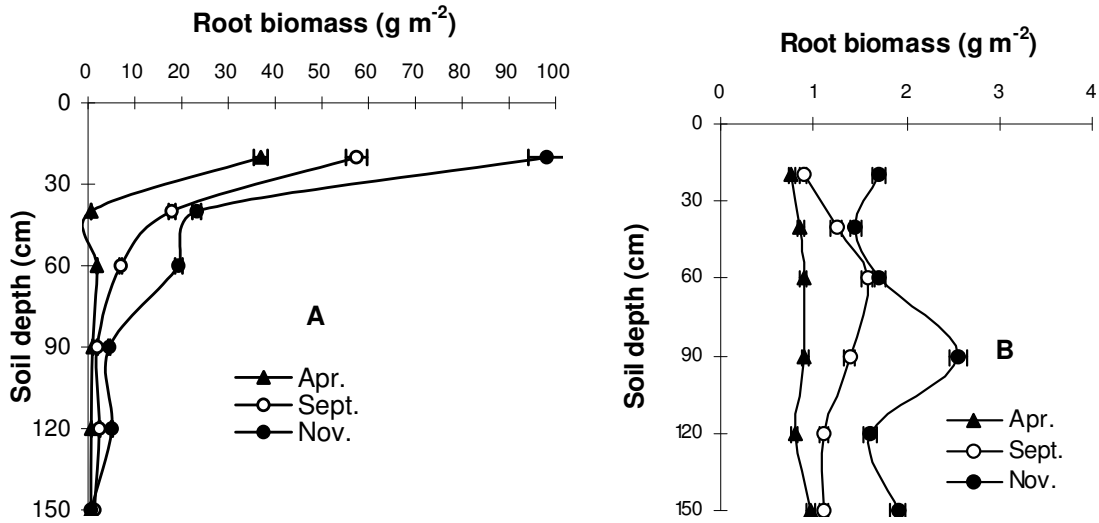 Root biomass (g m⁻²)
0 10 20 30 40 50 60 70 80 90 100
0
30
60
90
120
150
Soil depth (cm)
A
Apr.
Sept.
Nov.
Root biomass (g m⁻²)
0 1 2 3 4
0
30
60
90
120
150
Soil depth (cm)
B
Apr.
Sept.
Nov.